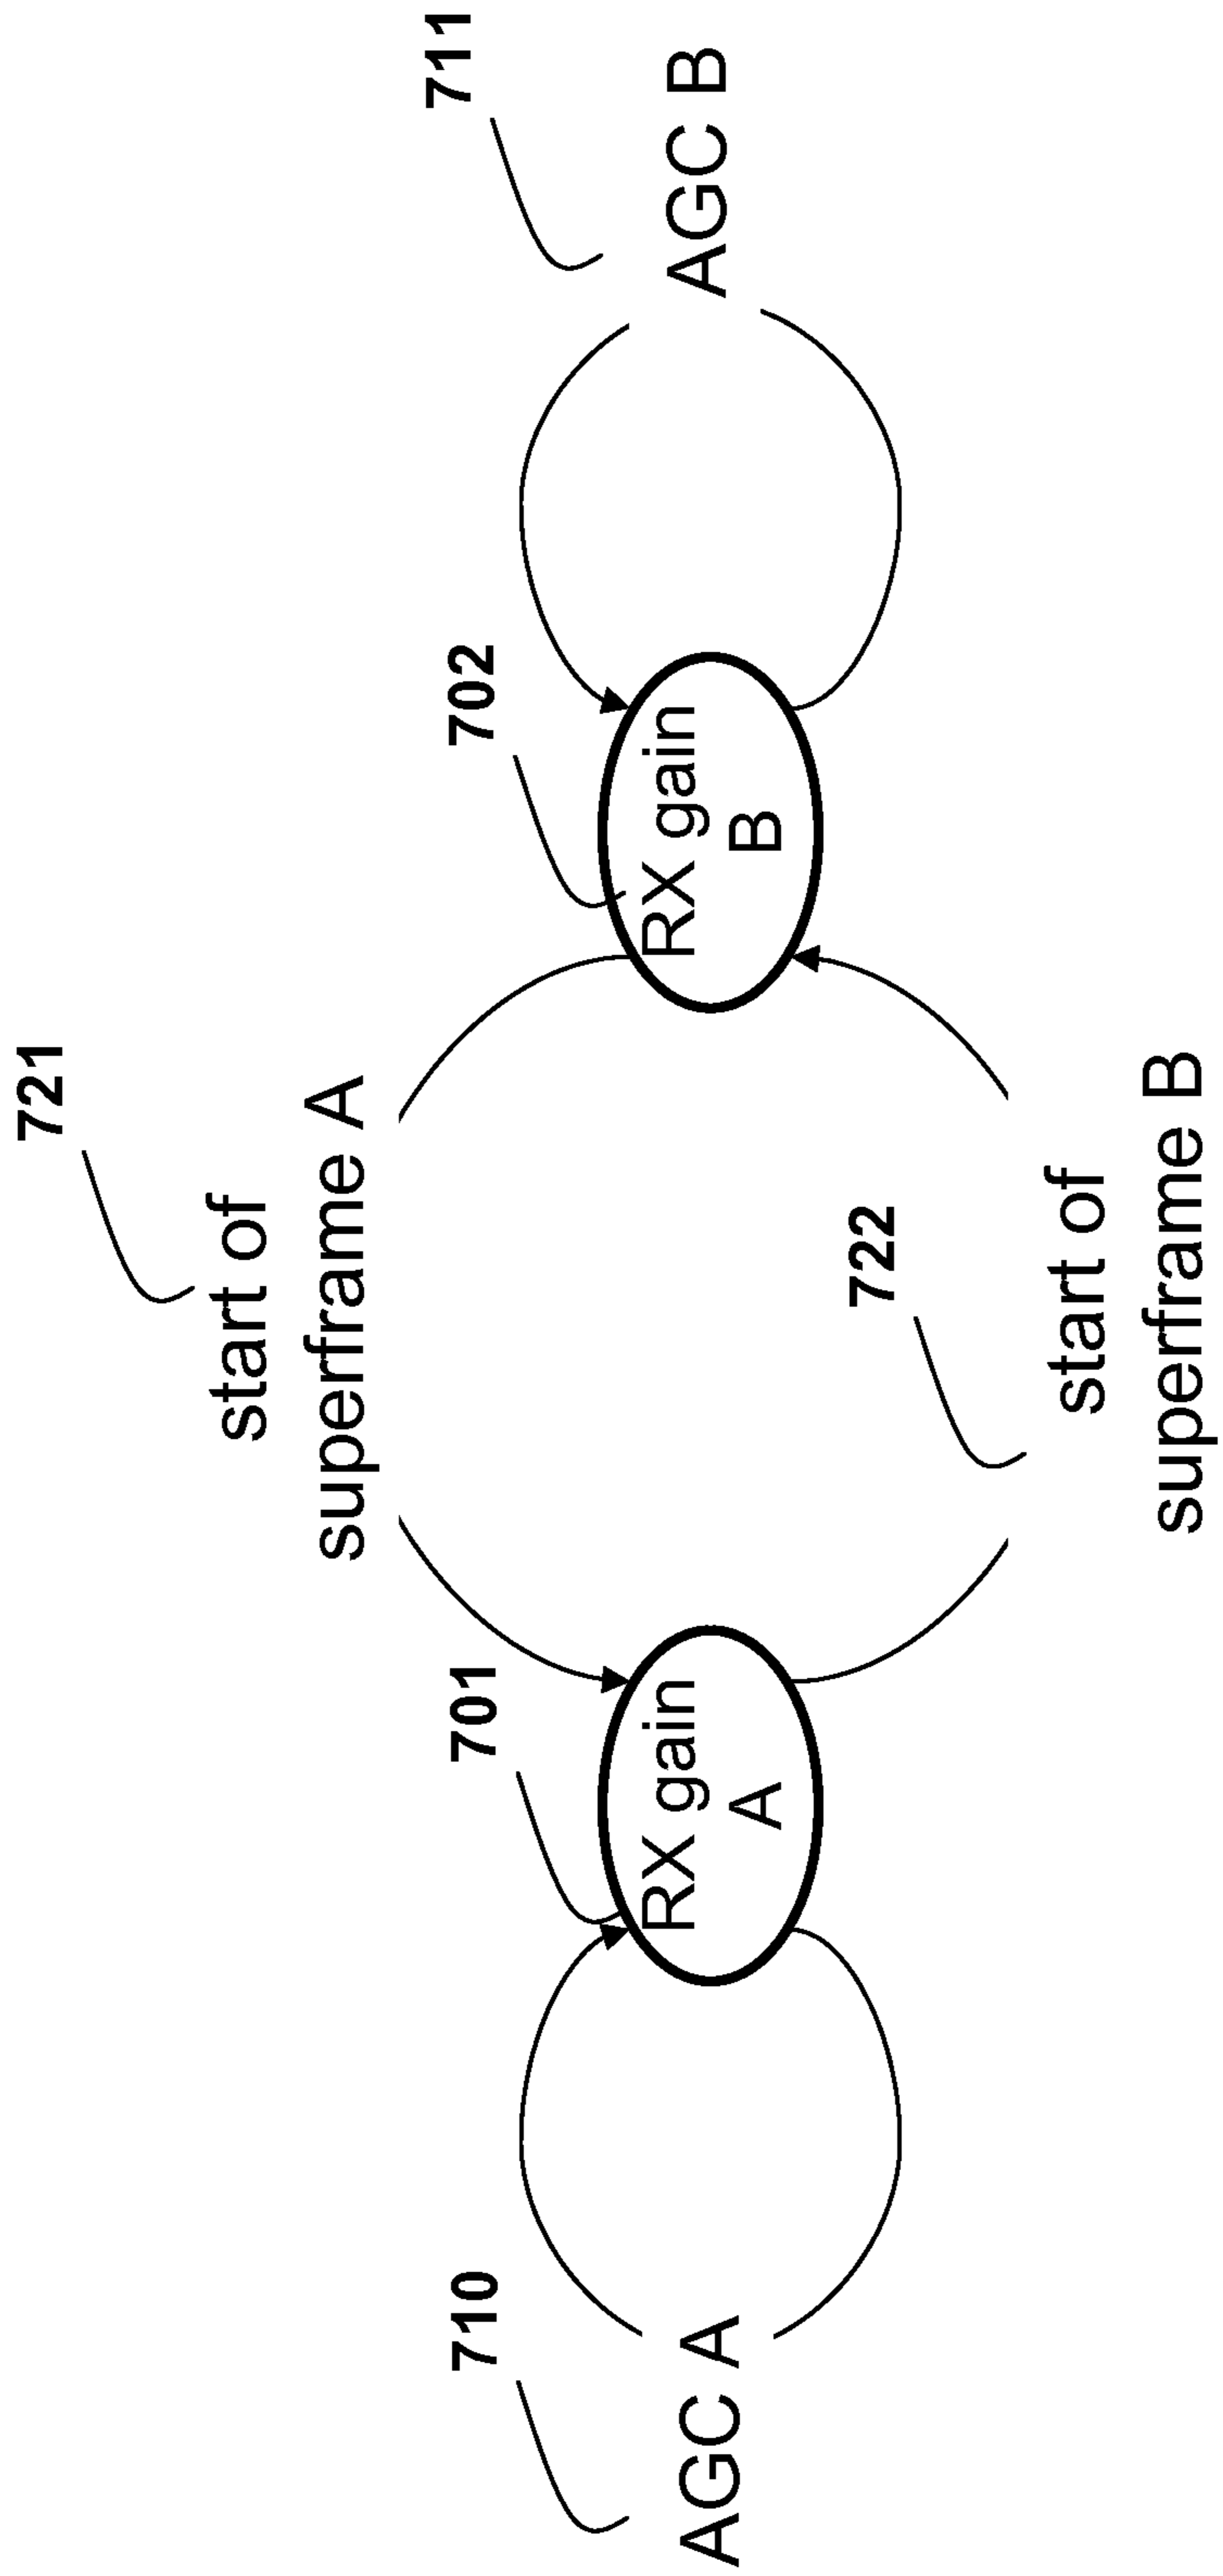 721
start of
superframe A
710
701
702
711
AGC A
RX gain
A
RX gain
B
AGC B
722
start of
superframe B